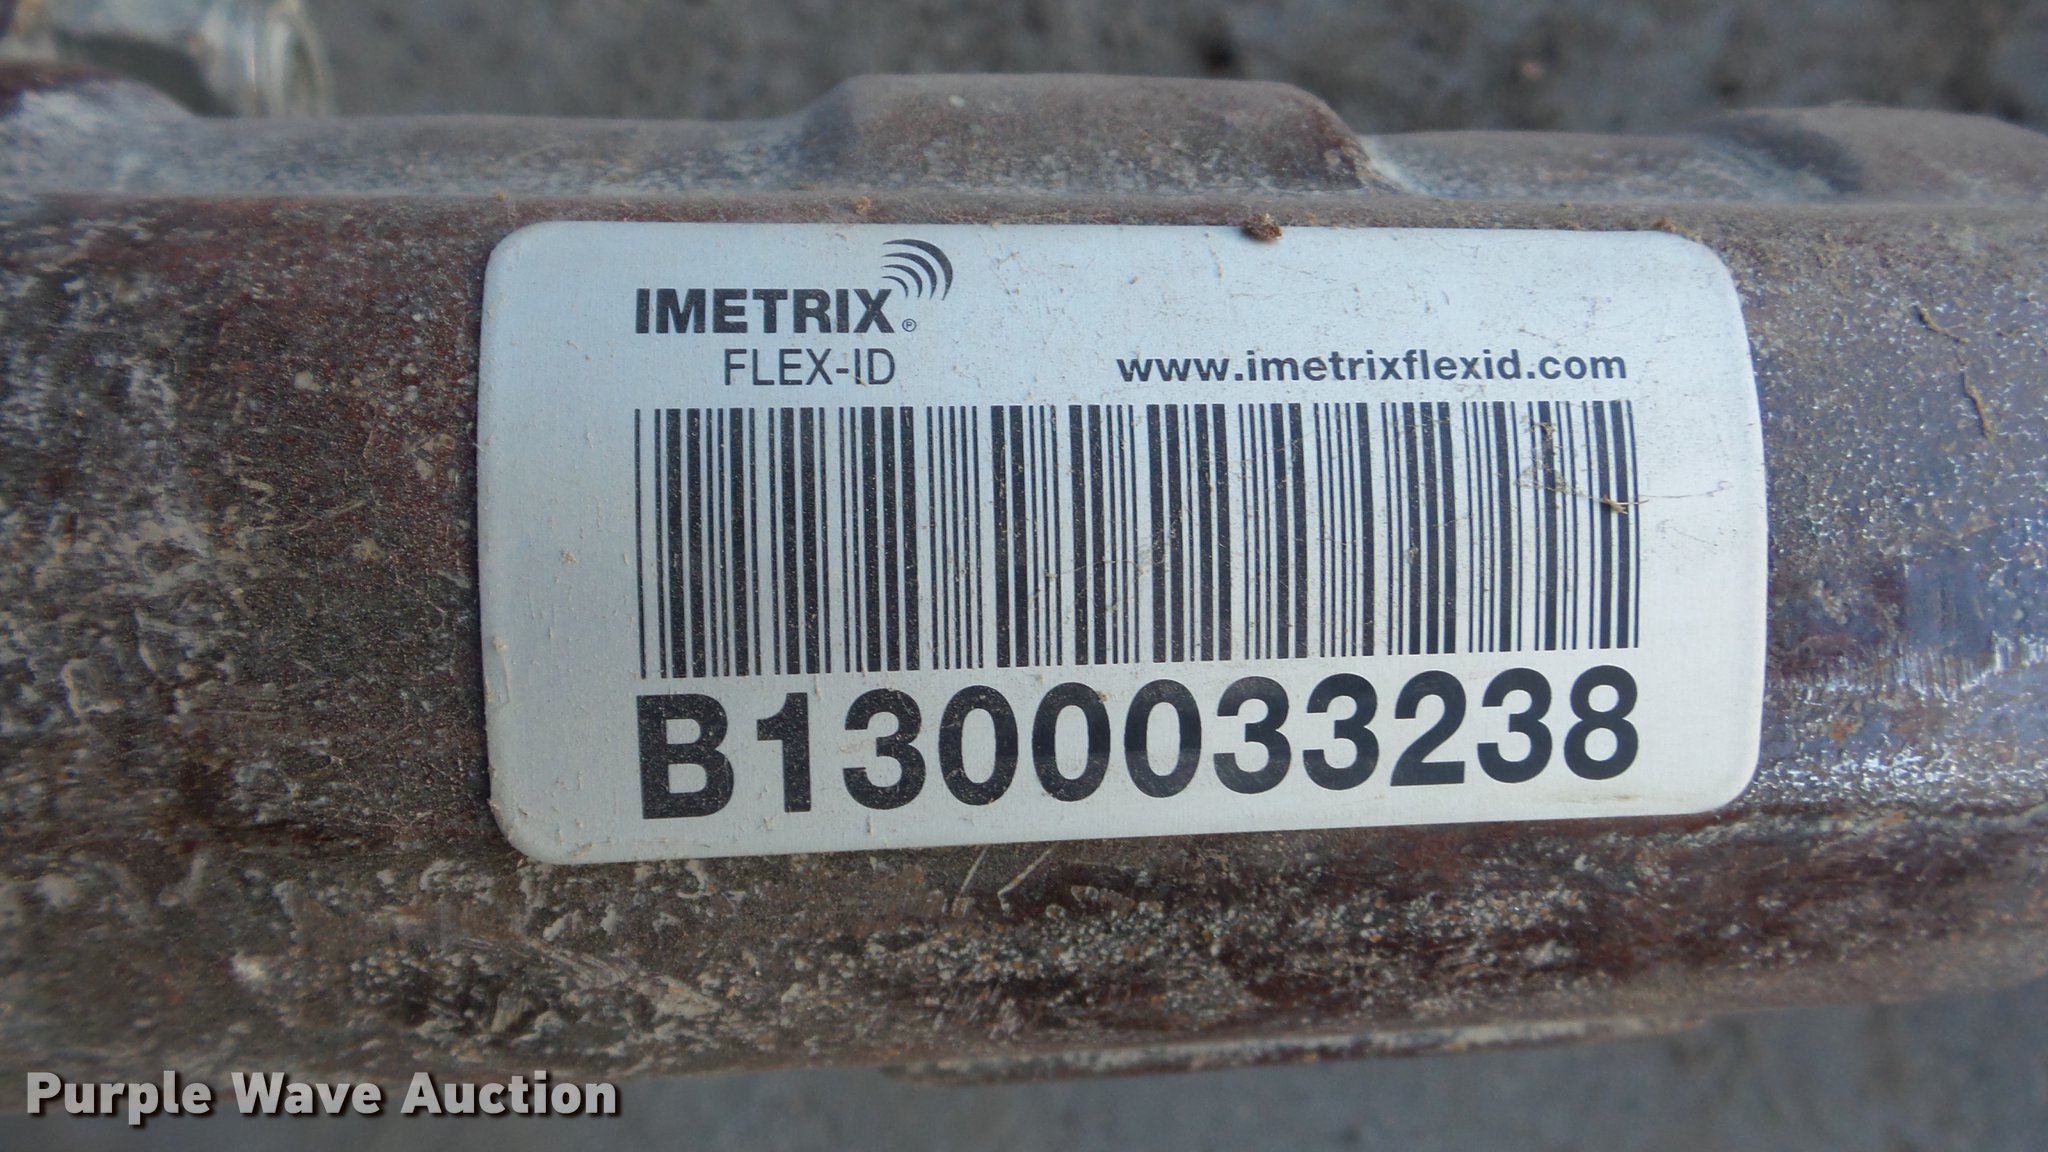 IMETRIX®
FLEX-ID
www.imetrixflexid.com
B1300033238
Purple Wave Auction